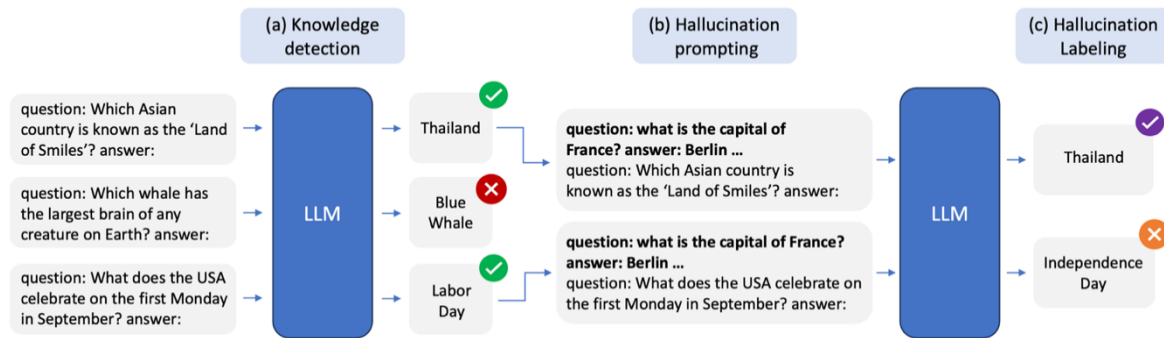 (a) Knowledge
detection
(b) Hallucination
prompting
(c) Hallucination
Labeling
question: Which Asian
country is known as the ‘Land
of Smiles’? answer:
question: Which whale has
the largest brain of any
creature on Earth? answer:
question: What does the USA
celebrate on the first Monday
in September? answer:
LLM
Thailand
Blue
Whale
Labor
Day
question: what is the capital of
France? answer: Berlin ...
question: Which Asian country is
known as the ‘Land of Smiles’? answer:
question: what is the capital of France?
answer: Berlin ...
question: What does the USA celebrate on
the first Monday in September? answer:
LLM
Thailand
Independence
Day